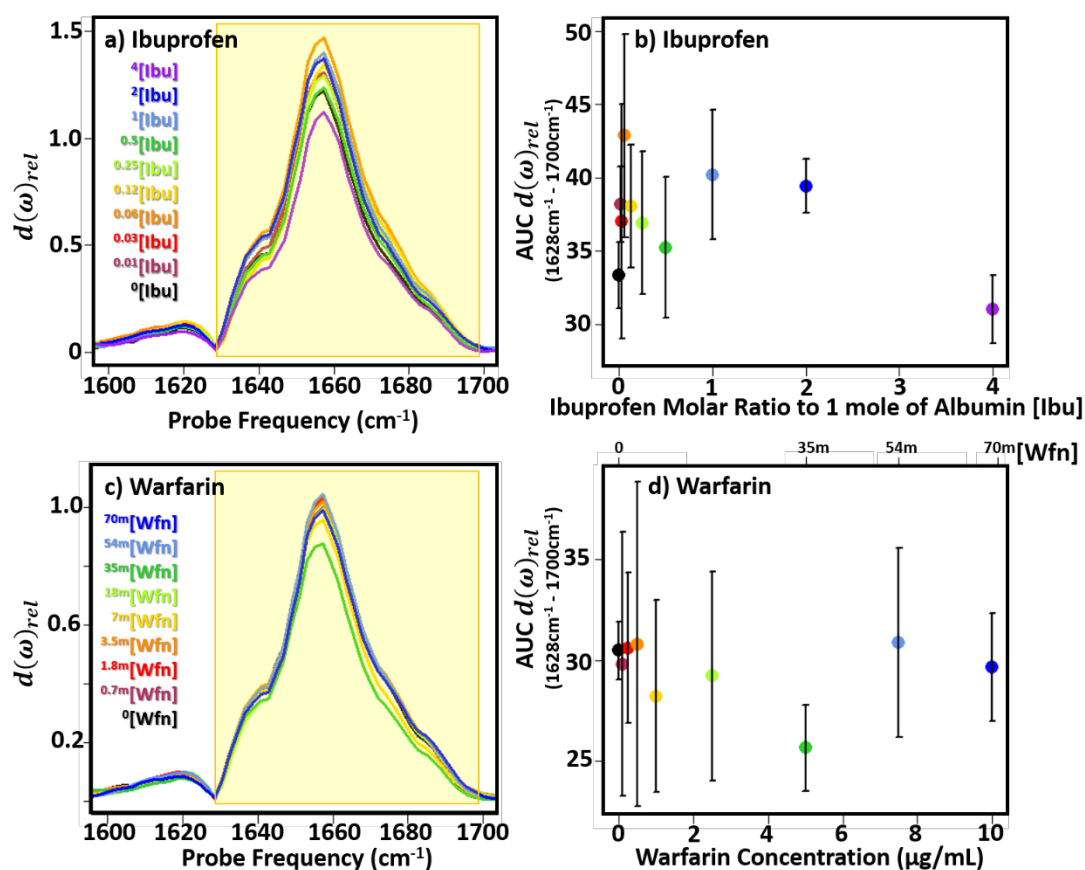 a) Ibuprofen
1.5
1.0
0.5
0
d(ω)rel
⁴[Ibu]
²[Ibu]
¹[Ibu]
⁰·⁵[Ibu]
⁰·²⁵[Ibu]
⁰·¹²[Ibu]
⁰·⁰⁶[Ibu]
⁰·⁰³[Ibu]
⁰·⁰¹[Ibu]
⁰[Ibu]
1600 1620 1640 1660 1680 1700
Probe Frequency (cm⁻¹)
b) Ibuprofen
50
45
40
35
30
AUC d(ω)rel
(1628cm⁻¹ - 1700cm⁻¹)
0 1 2 3 4
Ibuprofen Molar Ratio to 1 mole of Albumin [Ibu]
c) Warfarin
1.0
0.6
0.2
d(ω)rel
⁷⁰ᵐ[Wfn]
⁵⁴ᵐ[Wfn]
³⁵ᵐ[Wfn]
¹⁸ᵐ[Wfn]
⁷ᵐ[Wfn]
³·⁵ᵐ[Wfn]
¹·⁸ᵐ[Wfn]
⁰·⁷ᵐ[Wfn]
⁰[Wfn]
1600 1620 1640 1660 1680 1700
Probe Frequency (cm⁻¹)
0 35m 54m 70m [Wfn]
d) Warfarin
35
30
25
AUC d(ω)rel
(1628cm⁻¹ - 1700cm⁻¹)
0 2 4 6 8 10
Warfarin Concentration (µg/mL)